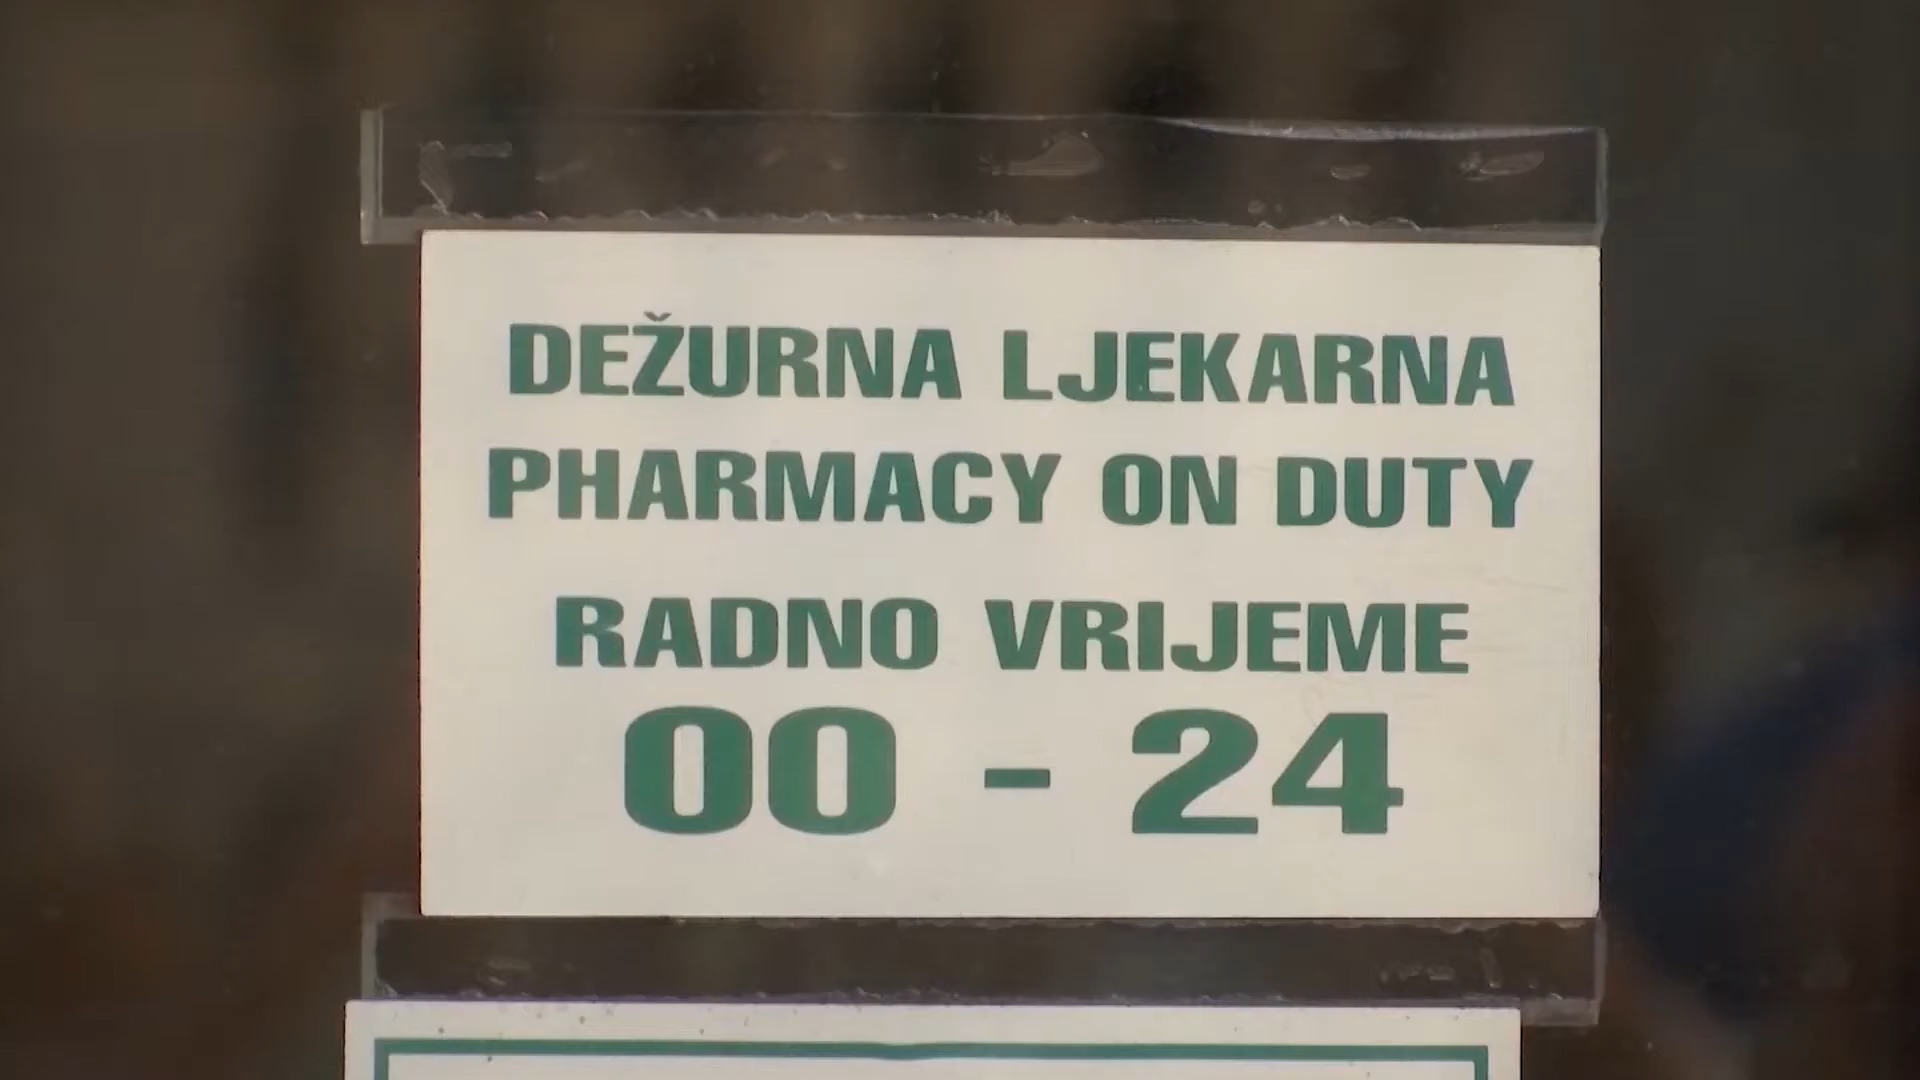 DEŽURNA LJEKARNA
PHARMACY ON DUTY
RADNO VRIJEME
00 - 24